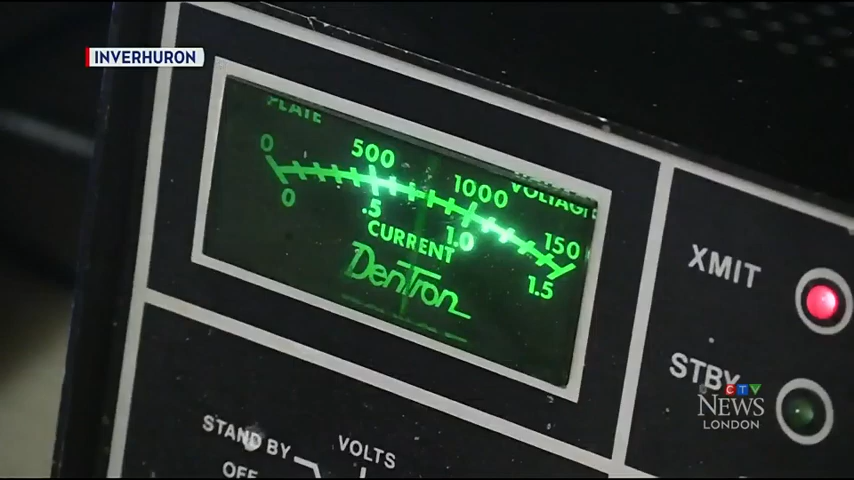 INVERHURON
PLATE
VOLTAGE
0 500 1000 150
0 .5 1.0 1.5
CURRENT
DenTron
XMIT
STBY
STAND BY
OFF
VOLTS
CTV
NEWS
LONDON